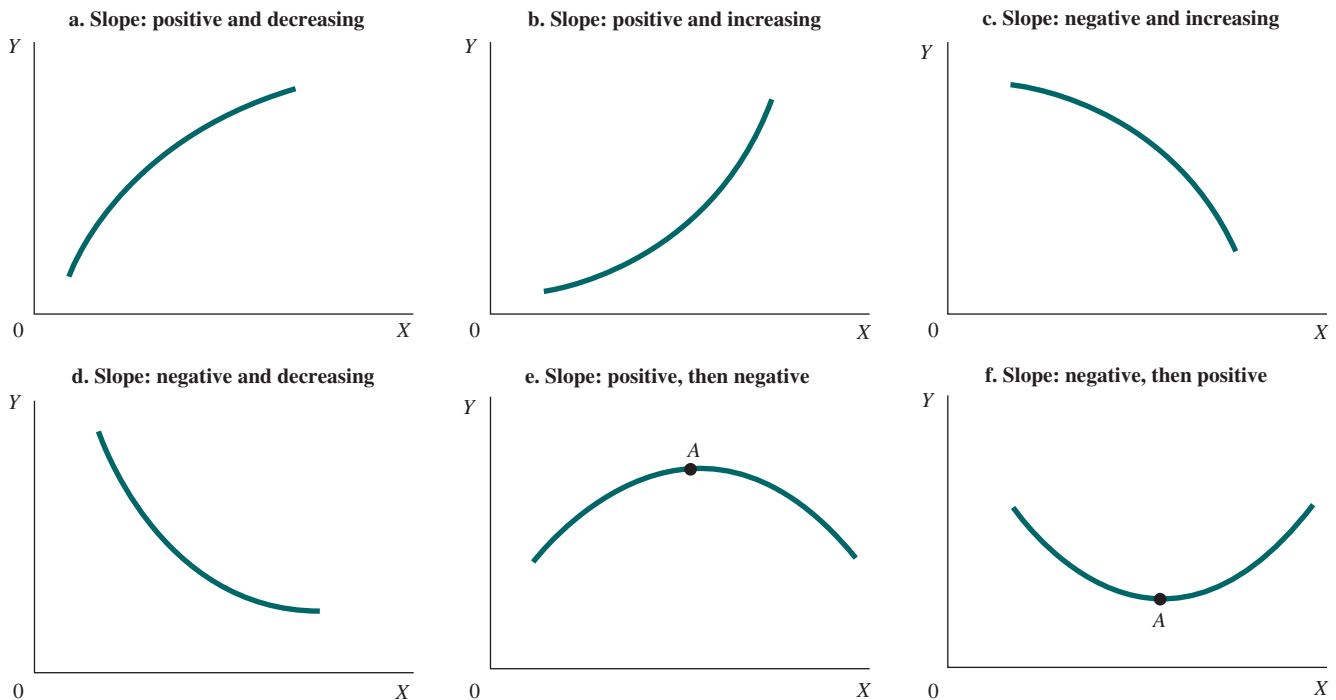 a. Slope: positive and decreasing
Y
0
X
b. Slope: positive and increasing
Y
0
X
c. Slope: negative and increasing
Y
0
X
d. Slope: negative and decreasing
Y
0
X
e. Slope: positive, then negative
Y
A
0
X
f. Slope: negative, then positive
Y
A
0
X